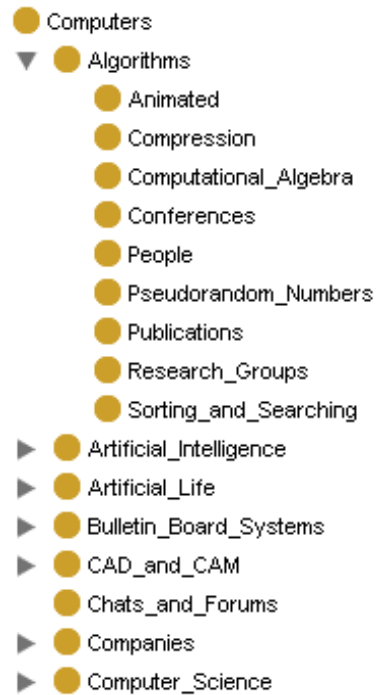 Computers
Algorithms
Animated
Compression
Computational_Algebra
Conferences
People
Pseudorandom_Numbers
Publications
Research_Groups
Sorting_and_Searching
Artificial_Intelligence
Artificial_Life
Bulletin_Board_Systems
CAD_and_CAM
Chats_and_Forums
Companies
Computer_Science